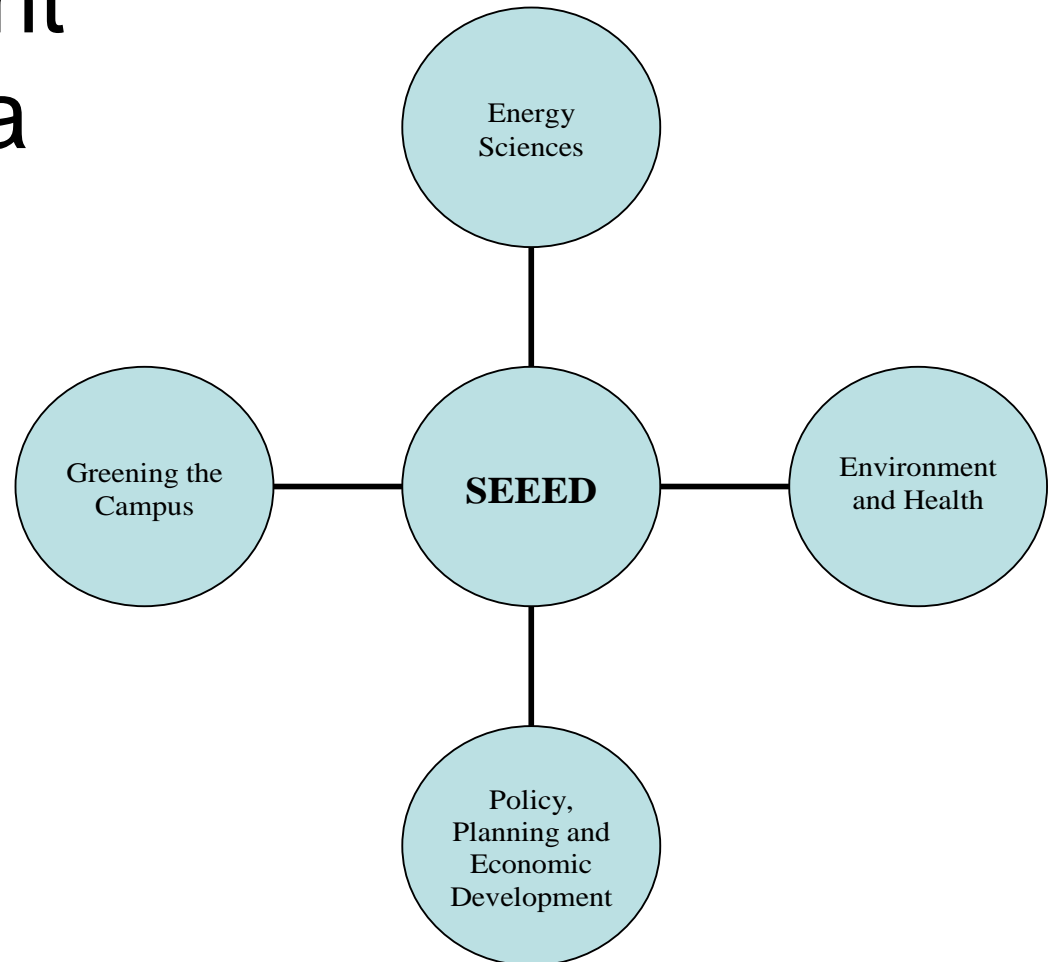 a
Energy
Sciences
Greening the
Campus
SEEED
Environment
and Health
Policy,
Planning and
Economic
Development